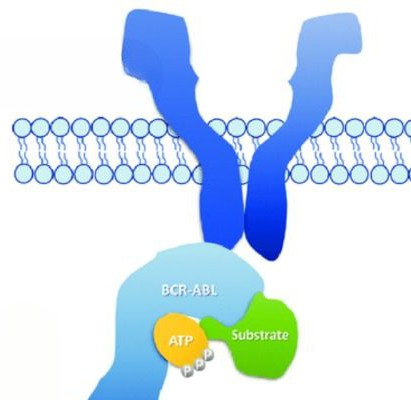 BCR-ABL
ATP
Substrate
P P P